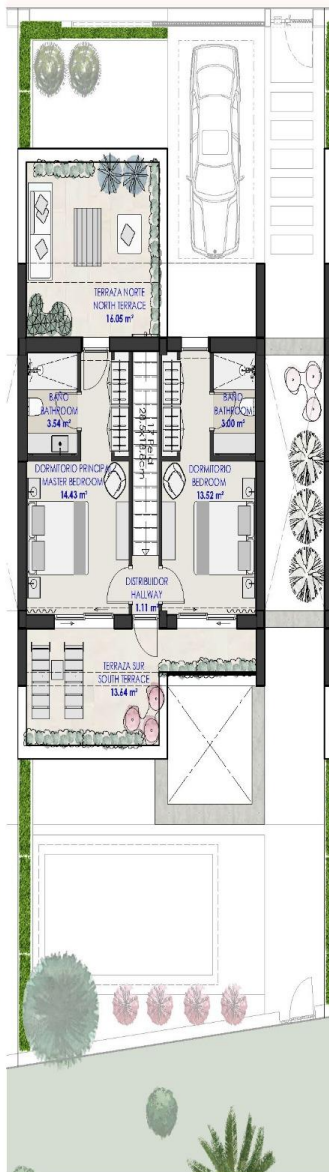 TERRAZA NORTE
NORTH TERRACE
16.05 m²
BAÑO
BATHROOM
3.54 m²
BAÑO
BATHROOM
3.00 m²
DORMITORIO PRINCIPAL
MASTER BEDROOM
14.43 m²
DORMITORIO
BEDROOM
13.52 m²
DISTRIBUIDOR
HALLWAY
1.11 m²
TERRAZA SUR
SOUTH TERRACE
13.64 m²